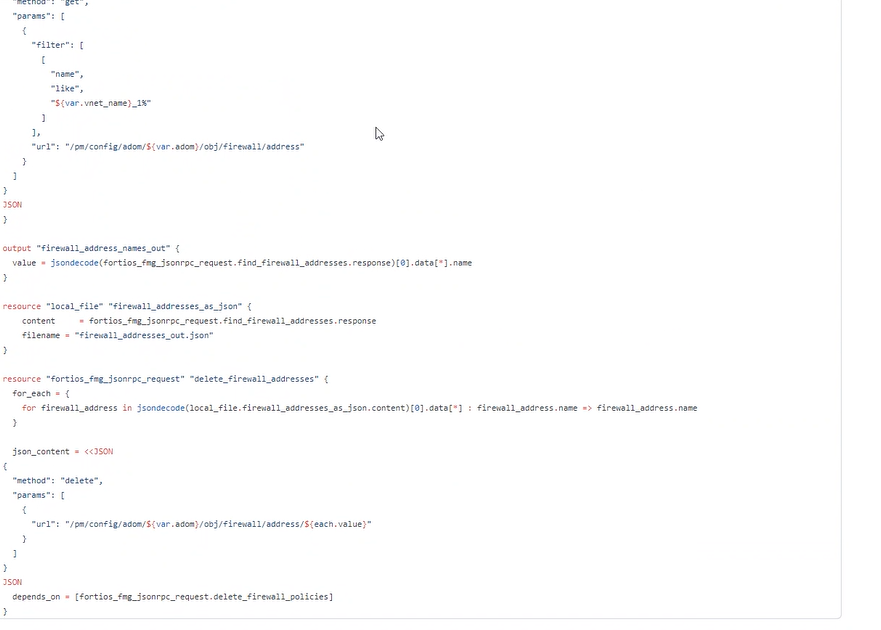 "method": "get",
"params": [
{
"filter": [
[
"name",
"like",
"${var.vnet_name}_1%"
]
],
"url": "/pm/config/adom/${var.adom}/obj/firewall/address"
}
]
}
JSON
}
output "firewall_address_names_out" {
value = jsondecode(fortios_fmg_jsonrpc_request.find_firewall_addresses.response)[0].data[*].name
}
resource "local_file" "firewall_addresses_as_json" {
content = fortios_fmg_jsonrpc_request.find_firewall_addresses.response
filename = "firewall_addresses_out.json"
}
resource "fortios_fmg_jsonrpc_request" "delete_firewall_addresses" {
for_each = {
for firewall_address in jsondecode(local_file.firewall_addresses_as_json.content)[0].data[*] : firewall_address.name => firewall_address.name
}
json_content = <<JSON
{
"method": "delete",
"params": [
{
"url": "/pm/config/adom/${var.adom}/obj/firewall/address/${each.value}"
}
]
}
JSON
depends_on = [fortios_fmg_jsonrpc_request.delete_firewall_policies]
}